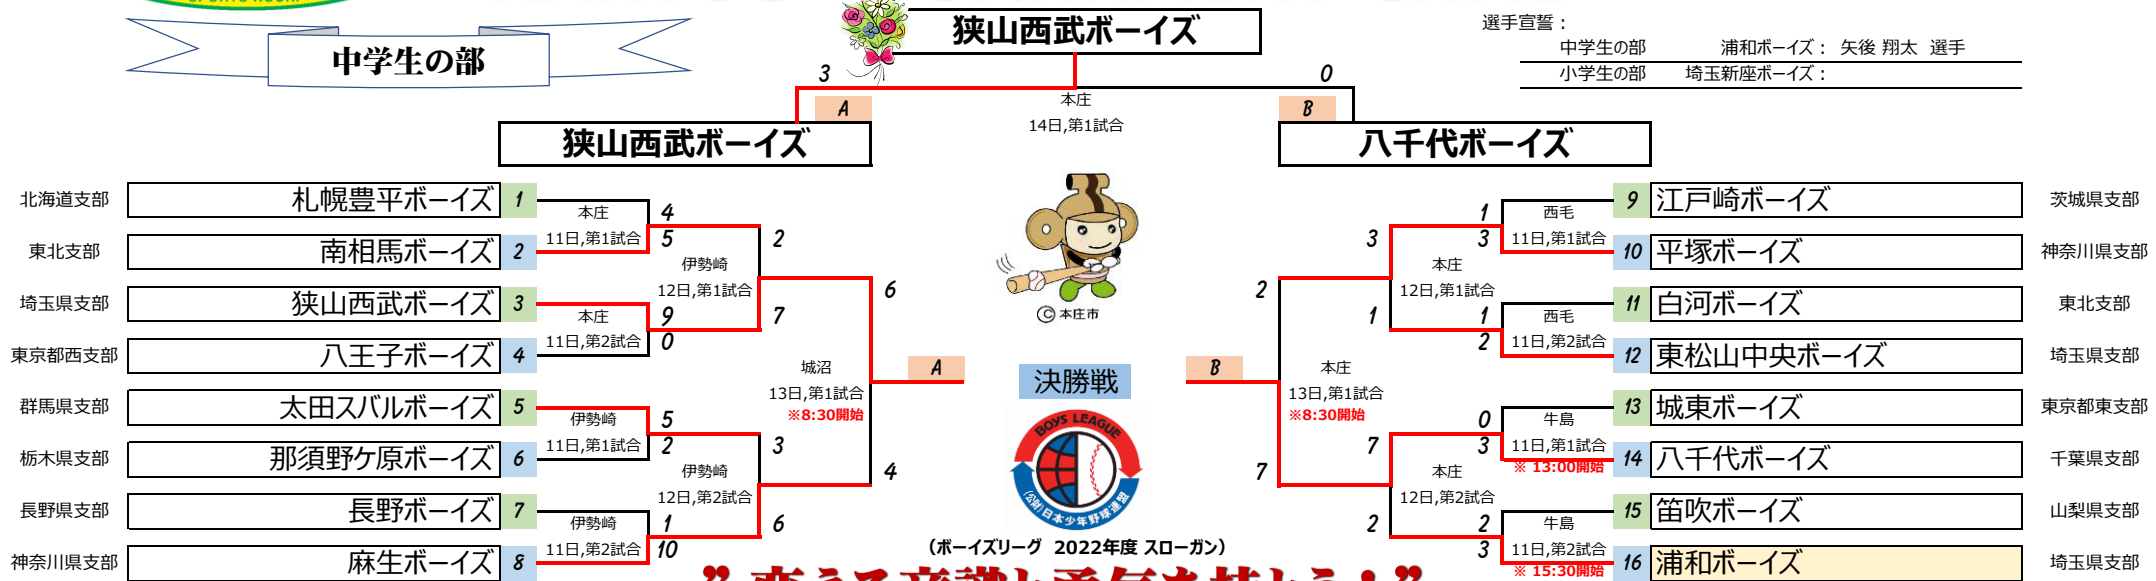 中学生の部
狭山西武ボーイズ
選手宣誓：
中学生の部 浦和ボーイズ： 矢後 翔太 選手
小学生の部 埼玉新座ボーイズ：
3 0
A 本庄 B
14日,第1試合
狭山西武ボーイズ 八千代ボーイズ
北海道支部 札幌豊平ボーイズ 1
本庄 4
11日,第1試合 5
東北支部 南相馬ボーイズ 2
2
伊勢崎
12日,第1試合
7
埼玉県支部 狭山西武ボーイズ 3
本庄 9
11日,第2試合 0
東京都西支部 八王子ボーイズ 4
6
城沼
13日,第1試合
※8:30開始
4
A
群馬県支部 太田スバルボーイズ 5
伊勢崎 5
11日,第1試合 2
栃木県支部 那須野ケ原ボーイズ 6
3
伊勢崎
12日,第2試合
6
長野県支部 長野ボーイズ 7
伊勢崎 1
11日,第2試合 10
神奈川県支部 麻生ボーイズ 8
© 本庄市
決勝戦
BOYS LEAGUE
(公財)日本少年野球連盟
（ボーイズリーグ 2022年度 スローガン）
9 江戸崎ボーイズ 茨城県支部
1 西毛
3 11日,第1試合
10 平塚ボーイズ 神奈川県支部
3
本庄
12日,第1試合
1
11 白河ボーイズ 東北支部
1 西毛
2 11日,第2試合
12 東松山中央ボーイズ 埼玉県支部
2
B
本庄
13日,第1試合
※8:30開始
7
13 城東ボーイズ 東京都東支部
0 牛島
3 11日,第1試合
※ 13:00開始
14 八千代ボーイズ 千葉県支部
7
本庄
12日,第2試合
2
15 笛吹ボーイズ 山梨県支部
2 牛島
3 11日,第2試合
※ 15:30開始
16 浦和ボーイズ 埼玉県支部